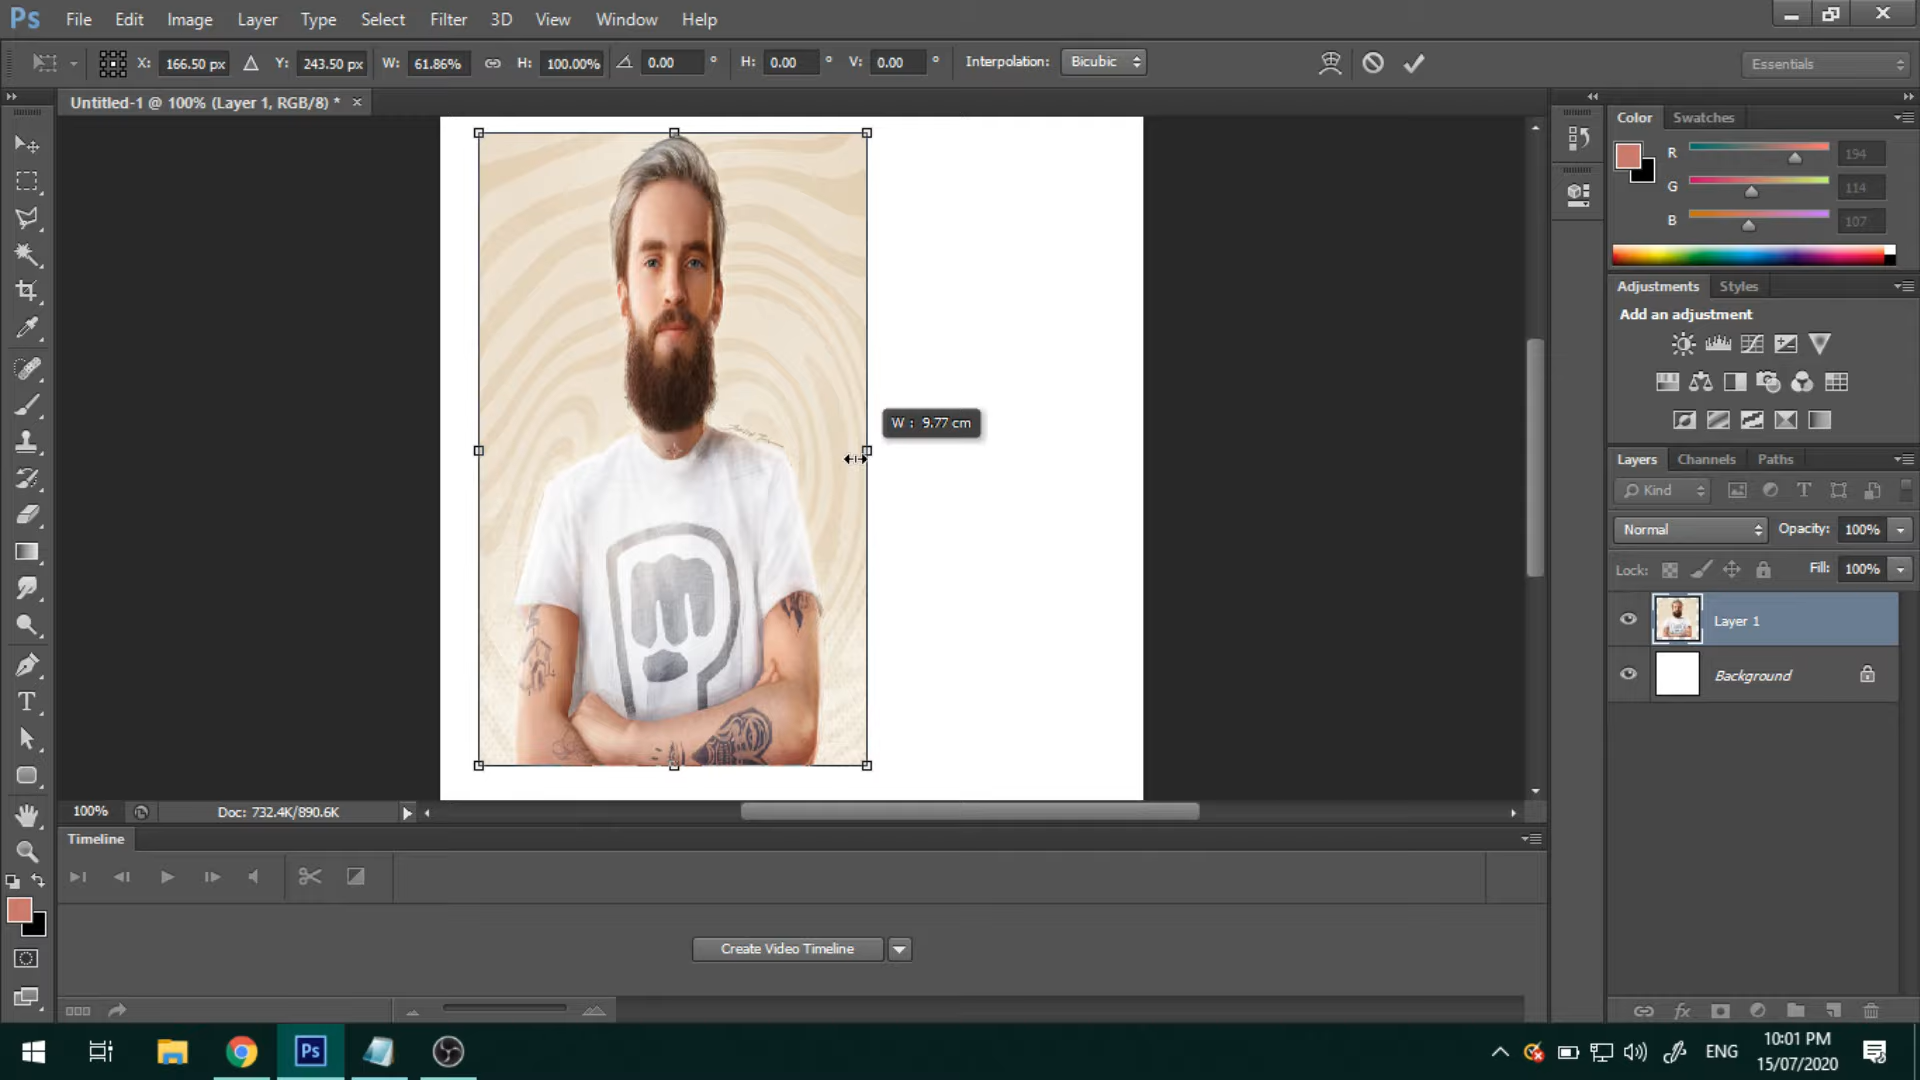 Ps File Edit Image Layer Type Select Filter 3D View Window Help
X: 166.50 px Y: 243.50 px W: 61.86% H: 100.00% 0.00 ° H: 0.00 ° V: 0.00 ° Interpolation: Bicubic Essentials
Untitled-1 @ 100% (Layer 1, RGB/8) * ×
Color Swatches
R 194
G 114
B 107
Adjustments Styles
Add an adjustment
W : 9.77 cm
Layers Channels Paths
Kind
Normal Opacity: 100%
Lock: Fill: 100%
Layer 1
Background
100% Doc: 732.4K/890.6K
Timeline
Create Video Timeline
Ps ENG 10:01 PM
15/07/2020